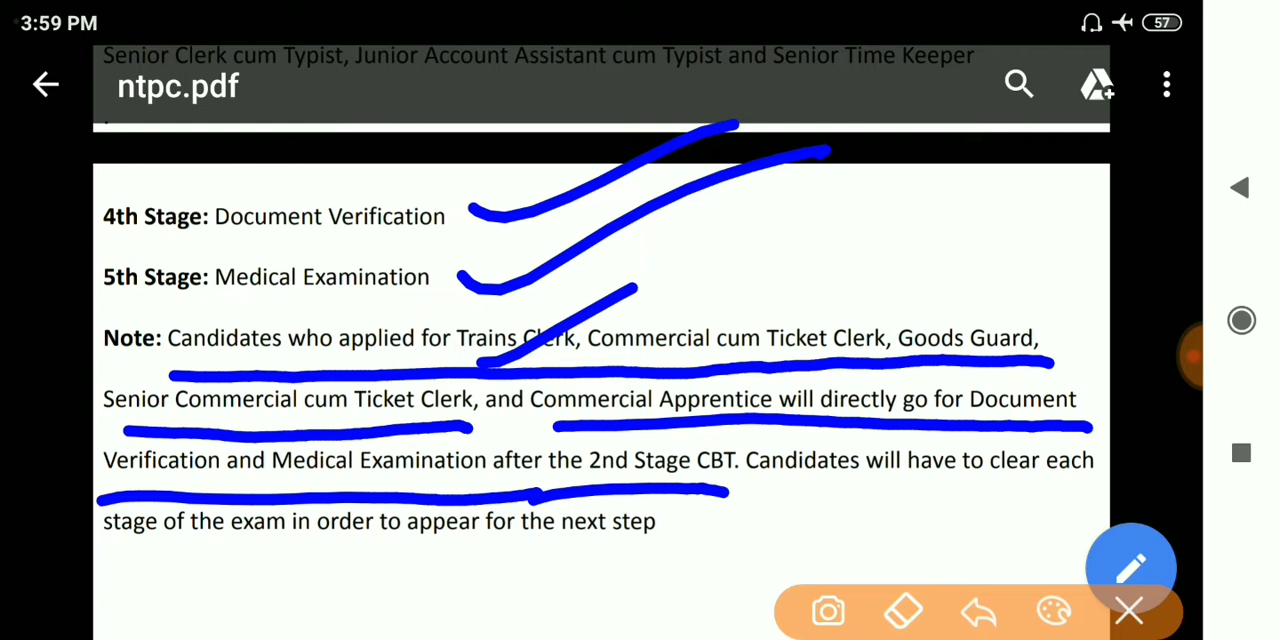 3:59 PM
57
Senior Clerk cum Typist, Junior Account Assistant cum Typist and Senior Time Keeper
ntpc.pdf
4th Stage: Document Verification
5th Stage: Medical Examination
Note: Candidates who applied for Trains Clerk, Commercial cum Ticket Clerk, Goods Guard,
Senior Commercial cum Ticket Clerk, and Commercial Apprentice will directly go for Document
Verification and Medical Examination after the 2nd Stage CBT. Candidates will have to clear each
stage of the exam in order to appear for the next step